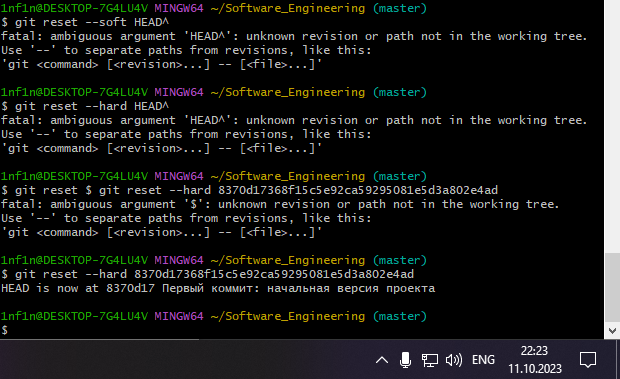 1nf1n@DESKTOP-7G4LU4V MINGW64 ~/Software_Engineering (master)
$ git reset --soft HEAD^
fatal: ambiguous argument 'HEAD^': unknown revision or path not in the working tree.
Use '--' to separate paths from revisions, like this:
'git <command> [<revision>...] -- [<file>...]'
1nf1n@DESKTOP-7G4LU4V MINGW64 ~/Software_Engineering (master)
$ git reset --hard HEAD^
fatal: ambiguous argument 'HEAD^': unknown revision or path not in the working tree.
Use '--' to separate paths from revisions, like this:
'git <command> [<revision>...] -- [<file>...]'
1nf1n@DESKTOP-7G4LU4V MINGW64 ~/Software_Engineering (master)
$ git reset $ git reset --hard 8370d17368f15c5e92ca59295081e5d3a802e4ad
fatal: ambiguous argument '$': unknown revision or path not in the working tree.
Use '--' to separate paths from revisions, like this:
'git <command> [<revision>...] -- [<file>...]'
1nf1n@DESKTOP-7G4LU4V MINGW64 ~/Software_Engineering (master)
$ git reset --hard 8370d17368f15c5e92ca59295081e5d3a802e4ad
HEAD is now at 8370d17 Первый коммит: начальная версия проекта
1nf1n@DESKTOP-7G4LU4V MINGW64 ~/Software_Engineering (master)
$
ENG
22:23
11.10.2023